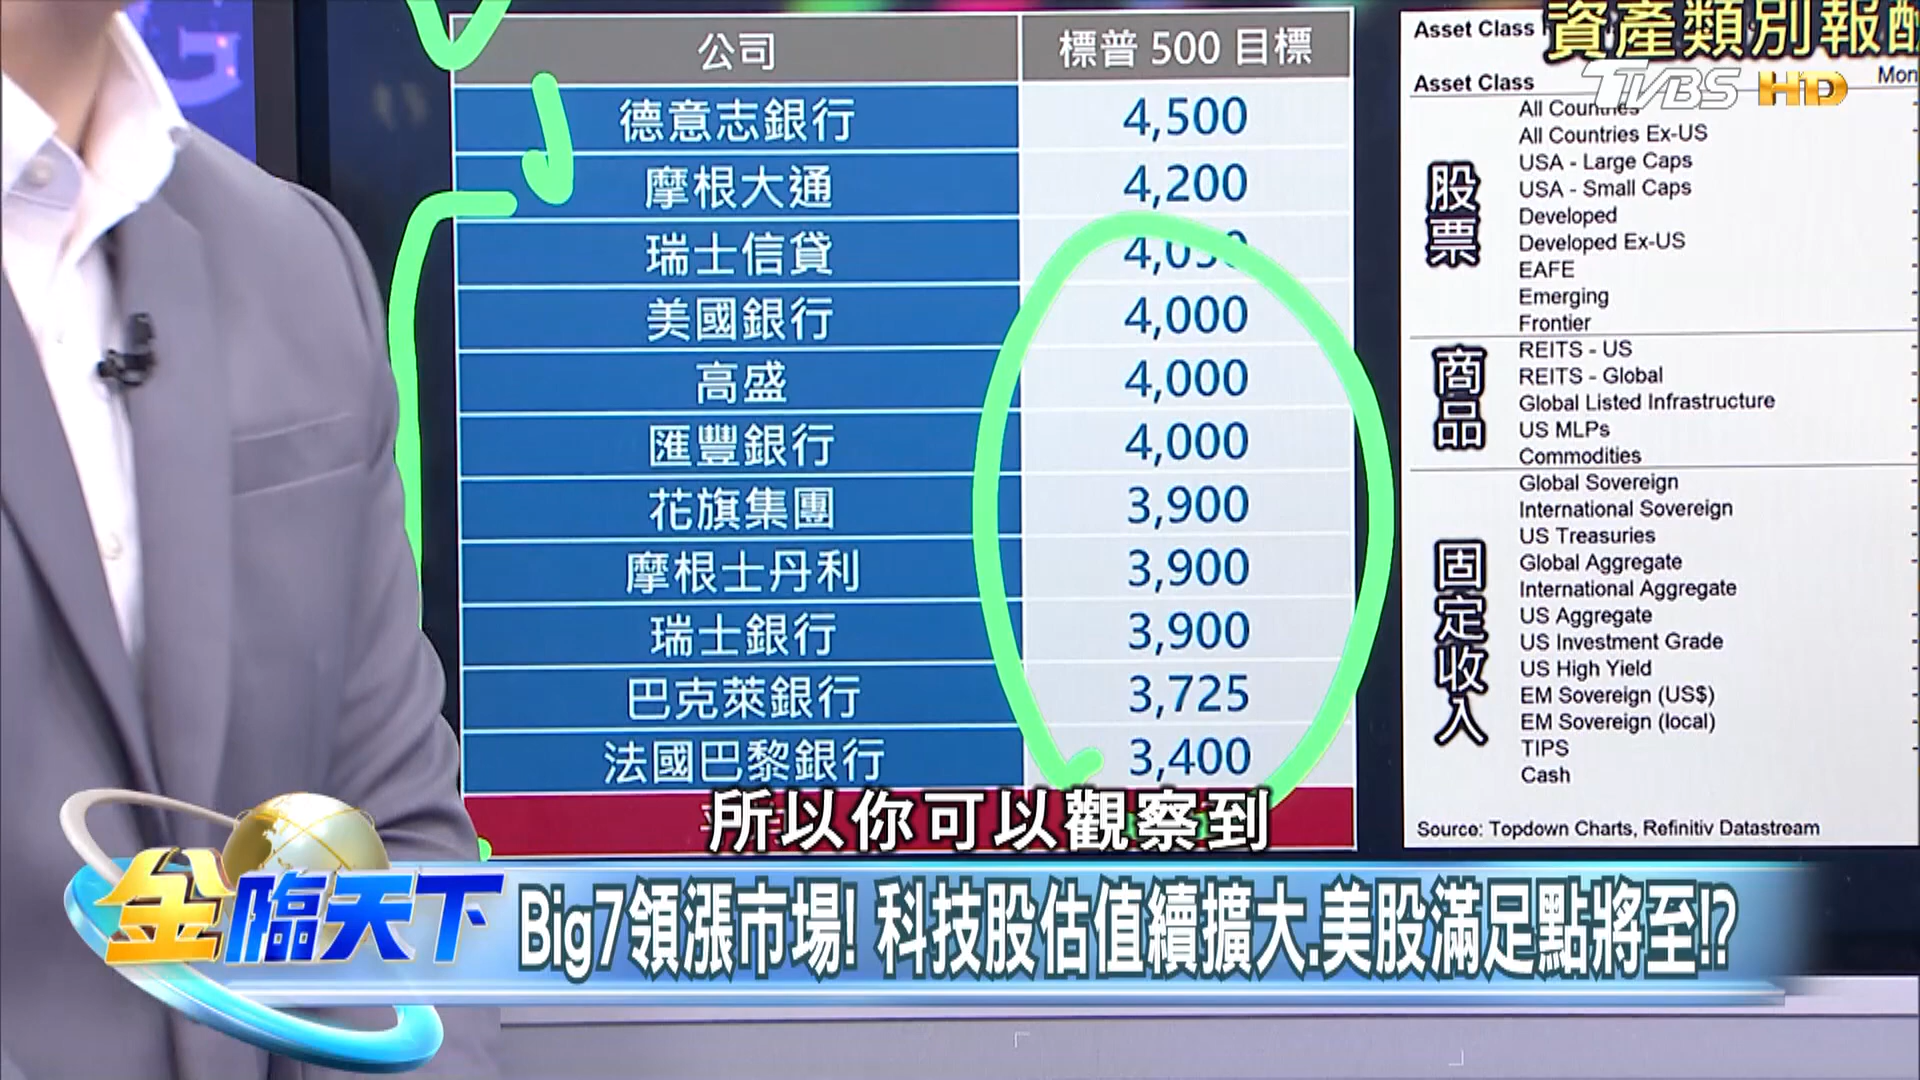 公司 標普 500 目標
德意志銀行 4,500
摩根大通 4,200
瑞士信貸 4,050
美國銀行 4,000
高盛 4,000
匯豐銀行 4,000
花旗集團 3,900
摩根士丹利 3,900
瑞士銀行 3,900
巴克萊銀行 3,725
法國巴黎銀行 3,400
資產類別報酬
Asset Class
TVBS HD
Asset Class
Mon
股票
All Countries
All Countries Ex-US
USA - Large Caps
USA - Small Caps
Developed
Developed Ex-US
EAFE
Emerging
Frontier
商品
REITS - US
REITS - Global
Global Listed Infrastructure
US MLPs
Commodities
固定收入
Global Sovereign
International Sovereign
US Treasuries
Global Aggregate
International Aggregate
US Aggregate
US Investment Grade
US High Yield
EM Sovereign (US$)
EM Sovereign (local)
TIPS
Cash
Source: Topdown Charts, Refinitiv Datastream
所以你可以觀察到
金臨天下
Big7領漲市場! 科技股估值續擴大.美股滿足點將至!?